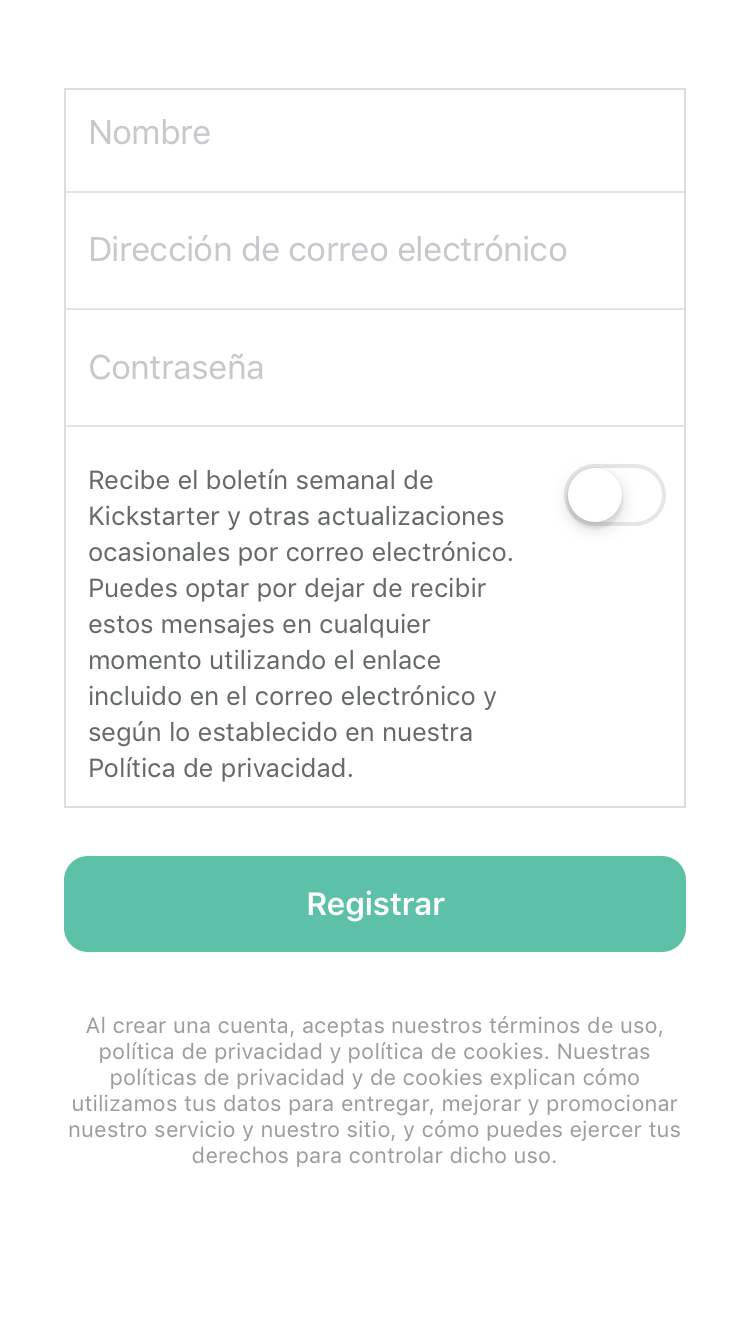 Nombre
Dirección de correo electrónico
Contraseña
Recibe el boletín semanal de
Kickstarter y otras actualizaciones
ocasionales por correo electrónico.
Puedes optar por dejar de recibir
estos mensajes en cualquier
momento utilizando el enlace
incluido en el correo electrónico y
según lo establecido en nuestra
Política de privacidad.
Registrar
Al crear una cuenta, aceptas nuestros términos de uso,
política de privacidad y política de cookies. Nuestras
políticas de privacidad y de cookies explican cómo
utilizamos tus datos para entregar, mejorar y promocionar
nuestro servicio y nuestro sitio, y cómo puedes ejercer tus
derechos para controlar dicho uso.